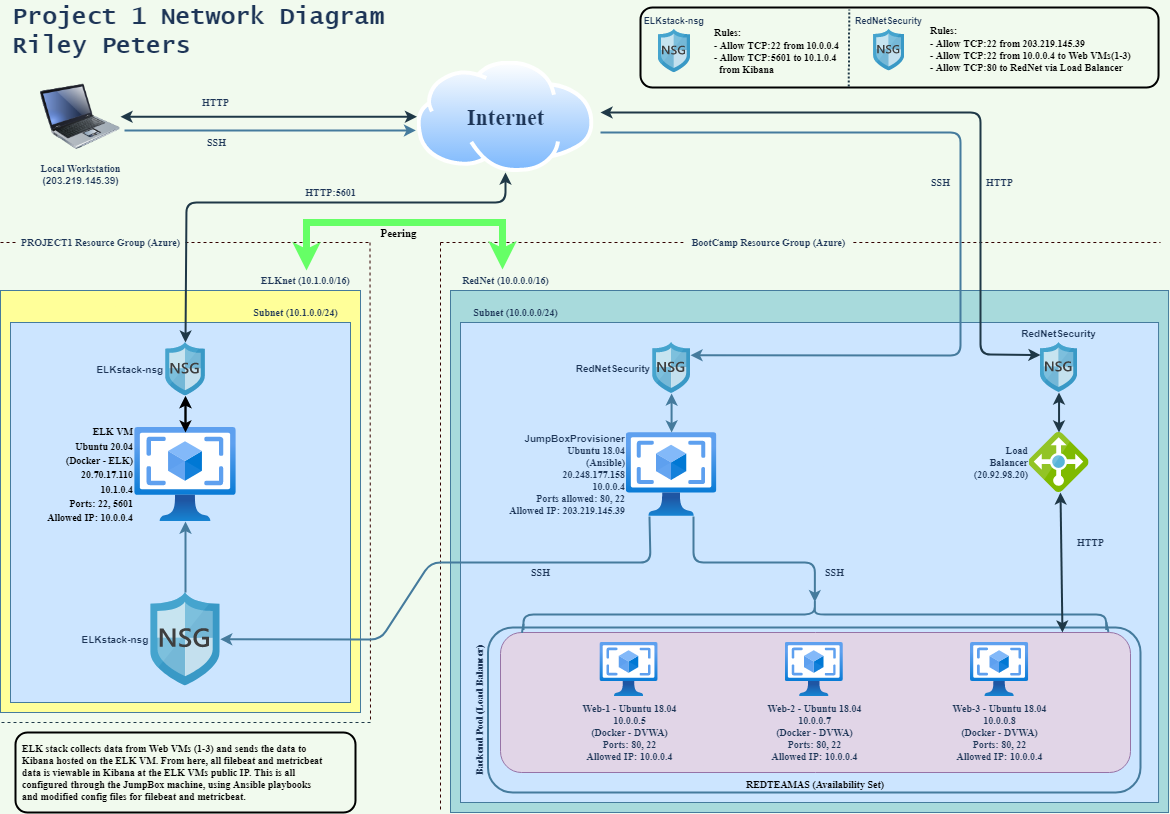 Project 1 Network Diagram
Riley Peters
ELKstack-nsg
NSG
Rules:
- Allow TCP:22 from 10.0.0.4
- Allow TCP:5601 to 10.1.0.4
from Kibana
RedNetSecurity
NSG
Rules:
- Allow TCP:22 from 203.219.145.39
- Allow TCP:22 from 10.0.0.4 to Web VMs(1-3)
- Allow TCP:80 to RedNet via Load Balancer
HTTP
SSH
Internet
Local Workstation
(203.219.145.39)
HTTP:5601
SSH
HTTP
Peering
PROJECT1 Resource Group (Azure)
BootCamp Resource Group (Azure)
ELKnet (10.1.0.0/16)
RedNet (10.0.0.0/16)
Subnet (10.1.0.0/24)
Subnet (10.0.0.0/24)
ELKstack-nsg
NSG
ELK VM
Ubuntu 20.04
(Docker - ELK)
20.70.17.110
10.1.0.4
Ports: 22, 5601
Allowed IP: 10.0.0.4
ELKstack-nsg
NSG
RedNetSecurity
NSG
JumpBoxProvisioner
Ubuntu 18.04
(Ansible)
20.248.177.158
10.0.0.4
Ports allowed: 80, 22
Allowed IP: 203.219.145.39
RedNetSecurity
NSG
Load
Balancer
(20.92.98.20)
HTTP
SSH
SSH
Backend Pool (Load Balancer)
Web-1 - Ubuntu 18.04
10.0.0.5
(Docker - DVWA)
Ports: 80, 22
Allowed IP: 10.0.0.4
Web-2 - Ubuntu 18.04
10.0.0.7
(Docker - DVWA)
Ports: 80, 22
Allowed IP: 10.0.0.4
Web-3 - Ubuntu 18.04
10.0.0.8
(Docker - DVWA)
Ports: 80, 22
Allowed IP: 10.0.0.4
REDTEAMAS (Availability Set)
ELK stack collects data from Web VMs (1-3) and sends the data to
Kibana hosted on the ELK VM. From here, all filebeat and metricbeat
data is viewable in Kibana at the ELK VMs public IP. This is all
configured through the JumpBox machine, using Ansible playbooks
and modified config files for filebeat and metricbeat.